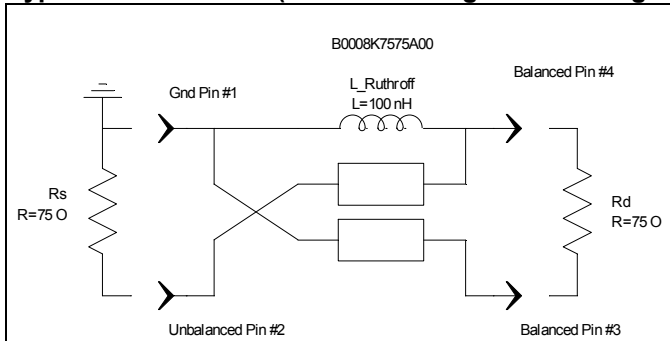 B0008K7575A00
Gnd Pin #1
L_Ruthroff
L=100 nH
Balanced Pin #4
Rs
R=75 O
Rd
R=75 O
Unbalanced Pin #2
Balanced Pin #3